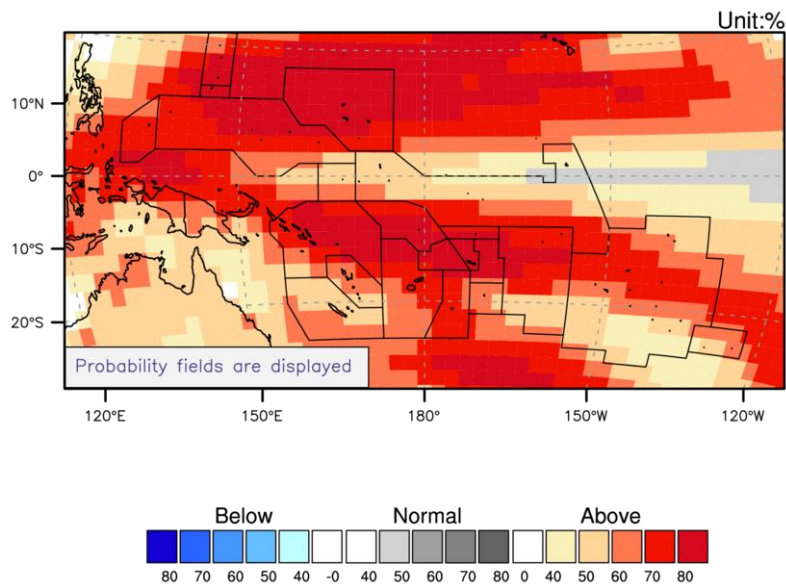 Unit:%
10°N
0°
10°S
20°S
Probability fields are displayed
120°E 150°E 180° 150°W 120°W
Below Normal Above
80 70 60 50 40 -0 40 50 60 70 80 0 40 50 60 70 80